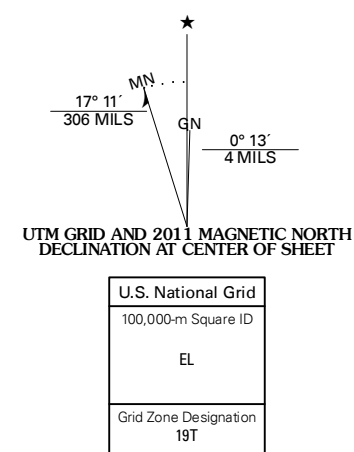 ★
MN
17° 11´
306 MILS
GN
0° 13´
4 MILS
UTM GRID AND 2011 MAGNETIC NORTH
DECLINATION AT CENTER OF SHEET
U.S. National Grid
100,000-m Square ID
EL
Grid Zone Designation
19T